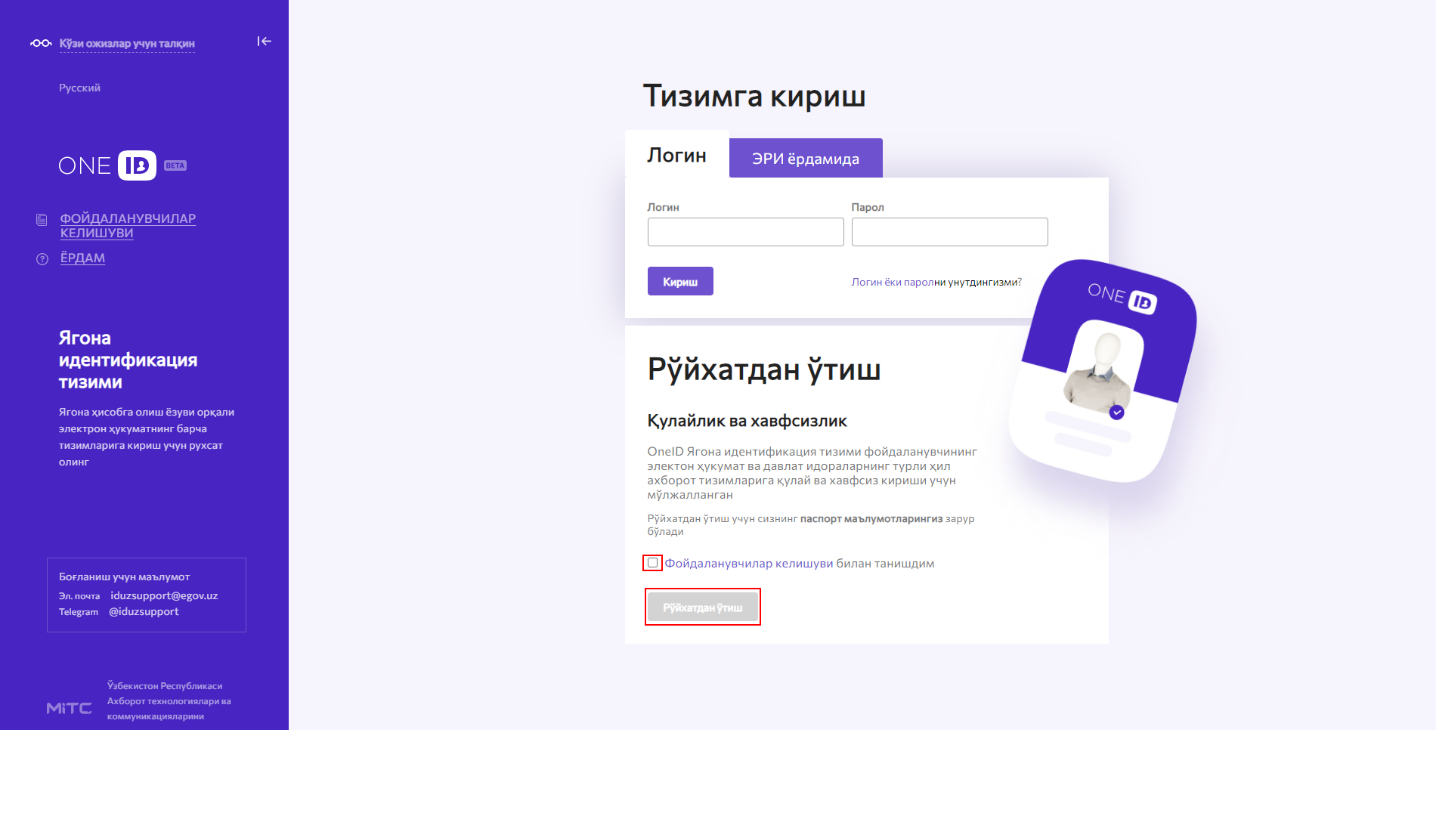 Кўзи ожизлар учун талқин
Русский
ONE ID BETA
ФОЙДАЛАНУВЧИЛАР
КЕЛИШУВИ
ЁРДАМ
Ягона
идентификация
тизими
Ягона ҳисобга олиш ёзуви орқали
электрон ҳукуматнинг барча
тизимларига кириш учун рухсат
олинг
Боғланиш учун маълумот
Эл. почта iduzsupport@egov.uz
Telegram @iduzsupport
MiTC
Ўзбекистон Республикаси
Ахборот технологиялари ва
коммуникацияларини
Тизимга кириш
Логин
ЭРИ ёрдамида
Логин Парол
Кириш
Логин ёки паролни унутдингизми?
ONE ID
Рўйхатдан ўтиш
Қулайлик ва хавфсизлик
OneID Ягона идентификация тизими фойдаланувчининг
электон ҳукумат ва давлат идораларнинг турли ҳил
ахборот тизимларига қулай ва хавфсиз кириши учун
мўлжалланган
Рўйхатдан ўтиш учун сизнинг паспорт маълумотларингиз зарур
бўлади
Фойдаланувчилар келишуви билан танишдим
Рўйхатдан ўтиш